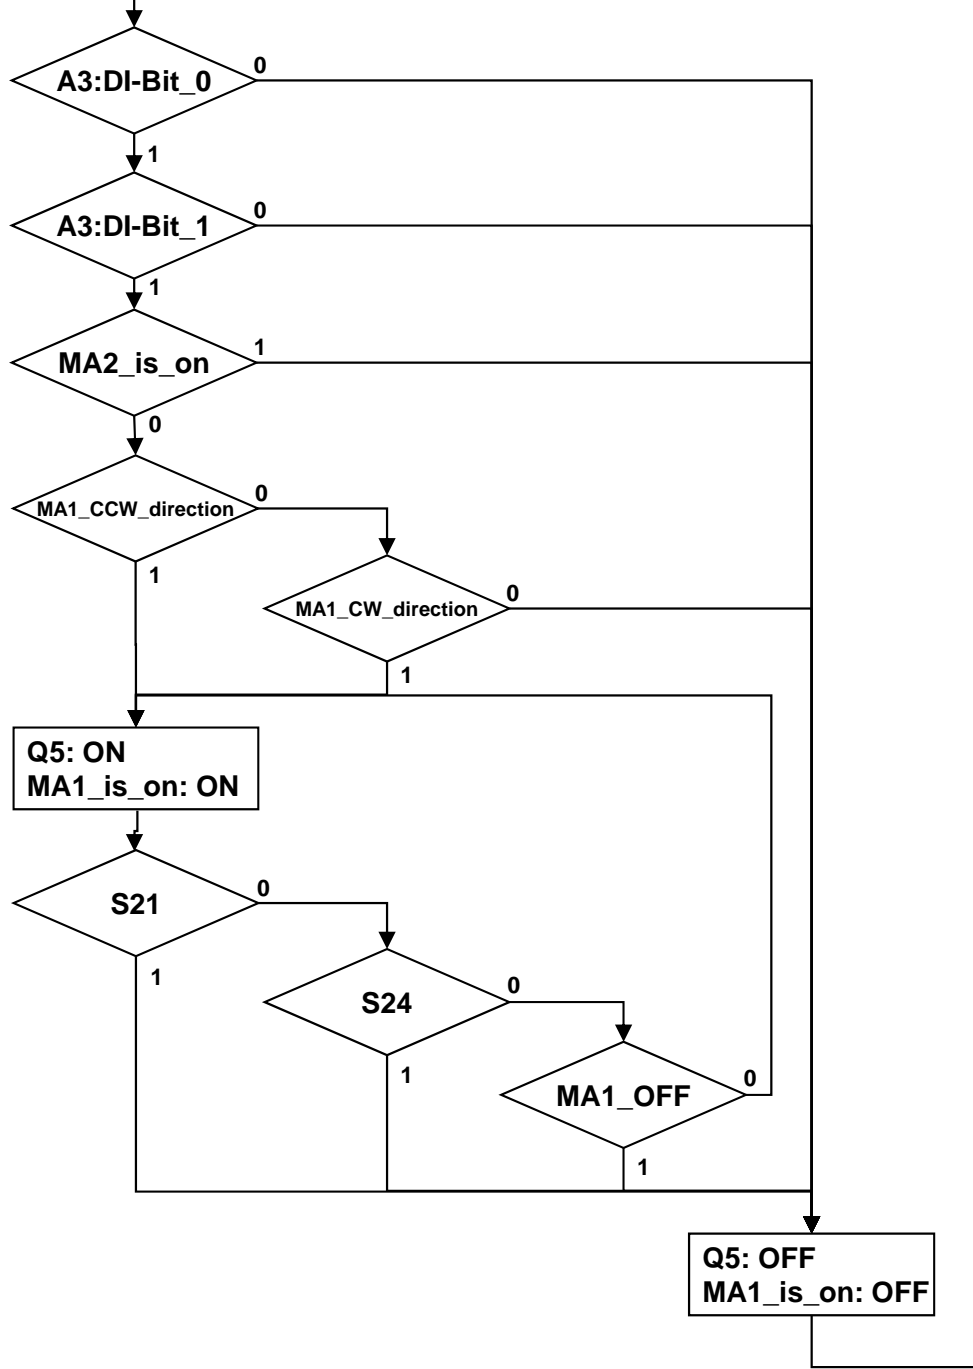 A3:DI-Bit_0
0
1
A3:DI-Bit_1
0
1
MA2_is_on
1
0
MA1_CCW_direction
0
1
MA1_CW_direction
0
1
Q5: ON
MA1_is_on: ON
S21
0
1
S24
0
1
MA1_OFF
0
1
Q5: OFF
MA1_is_on: OFF